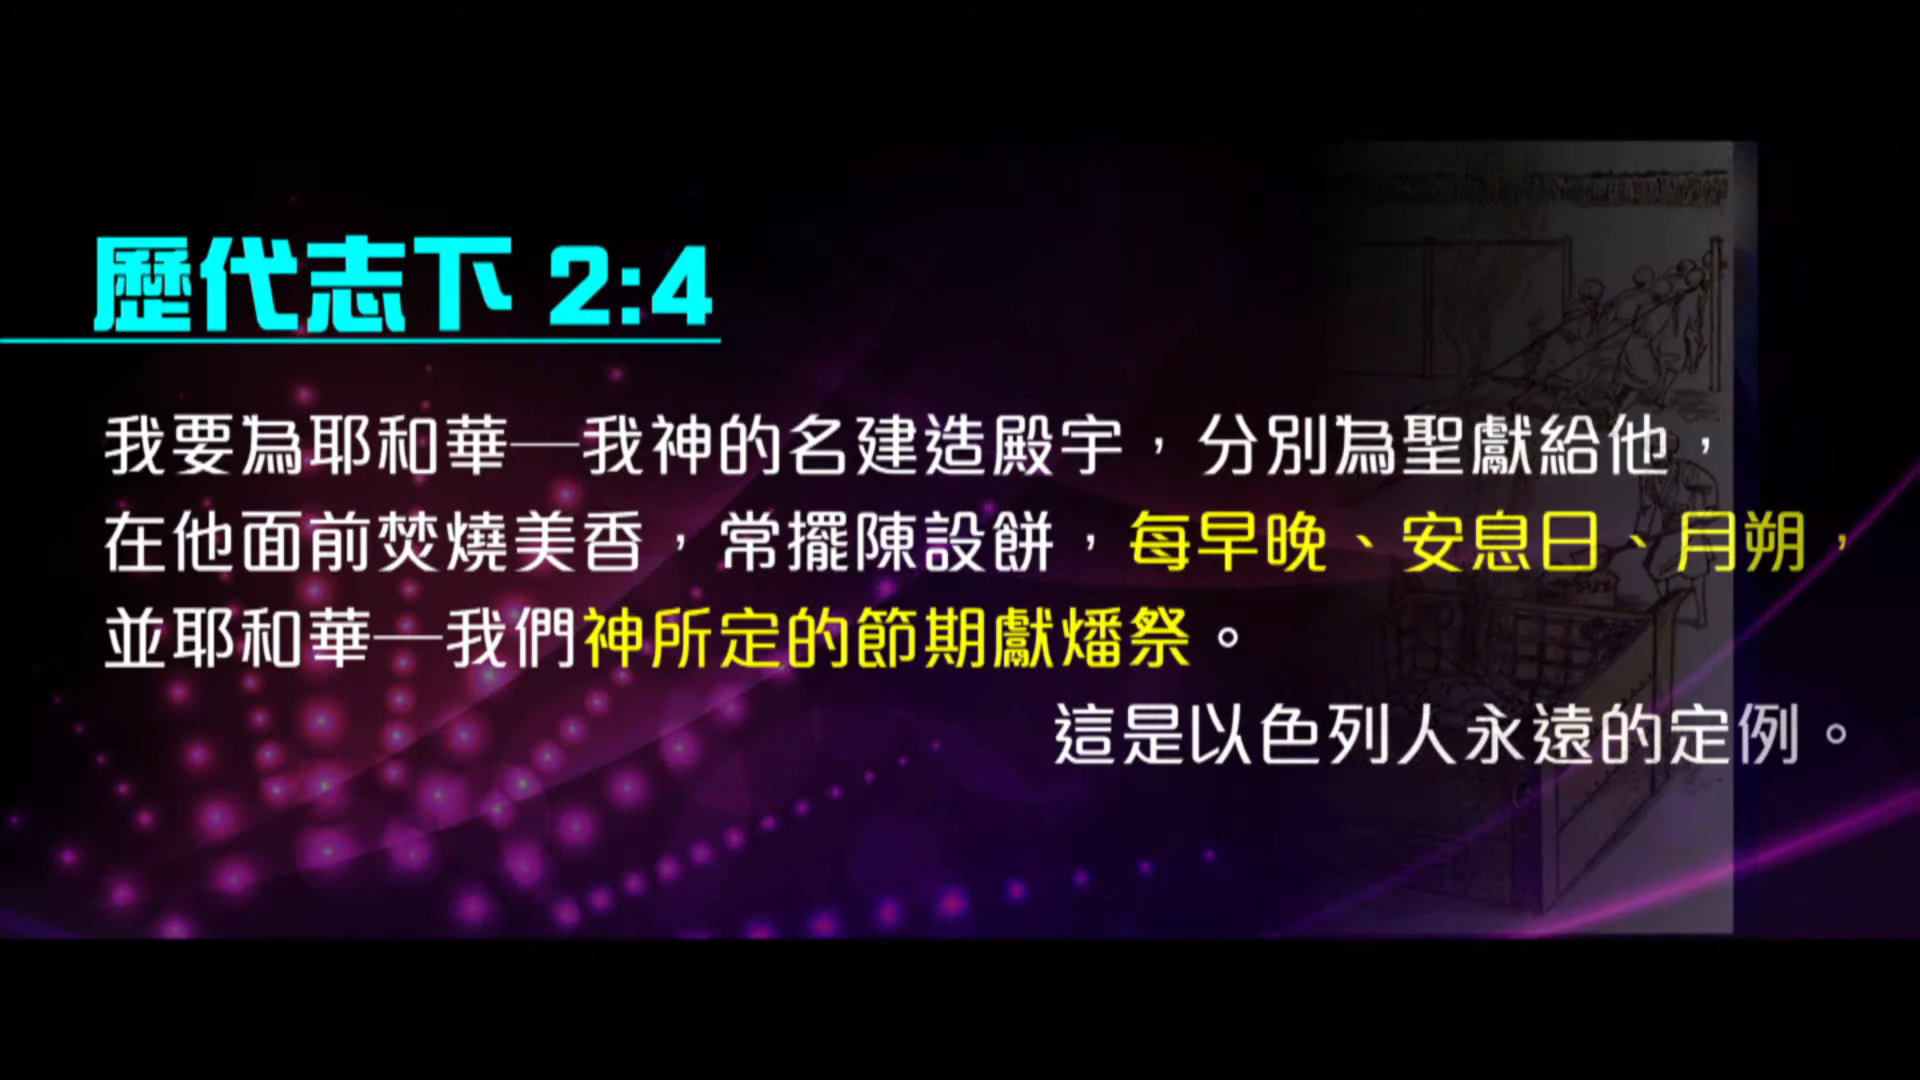 歷代志下 2:4
我要為耶和華—我神的名建造殿宇，分別為聖獻給他，
在他面前焚燒美香，常擺陳設餅，每早晚、安息日、月朔，
並耶和華—我們神所定的節期獻燔祭。
這是以色列人永遠的定例。